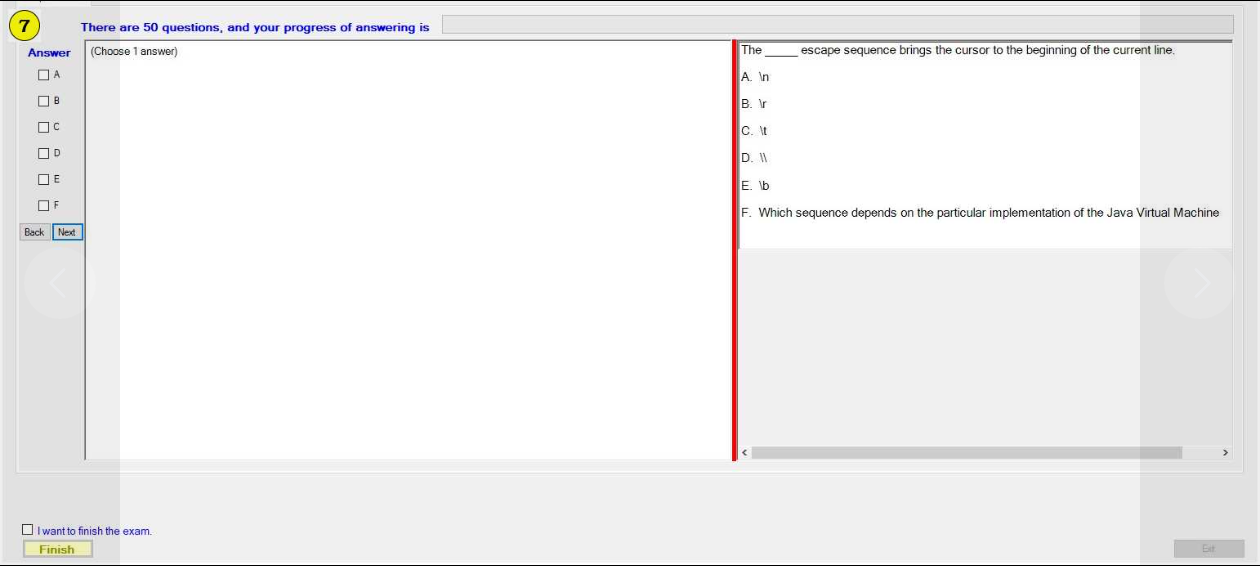 7
There are 50 questions, and your progress of answering is
Answer
(Choose 1 answer)
A
B
C
D
E
F
Back Next
The _____ escape sequence brings the cursor to the beginning of the current line.
A. \n
B. \r
C. \t
D. \\
E. \b
F. Which sequence depends on the particular implementation of the Java Virtual Machine
I want to finish the exam.
Finish
Exit